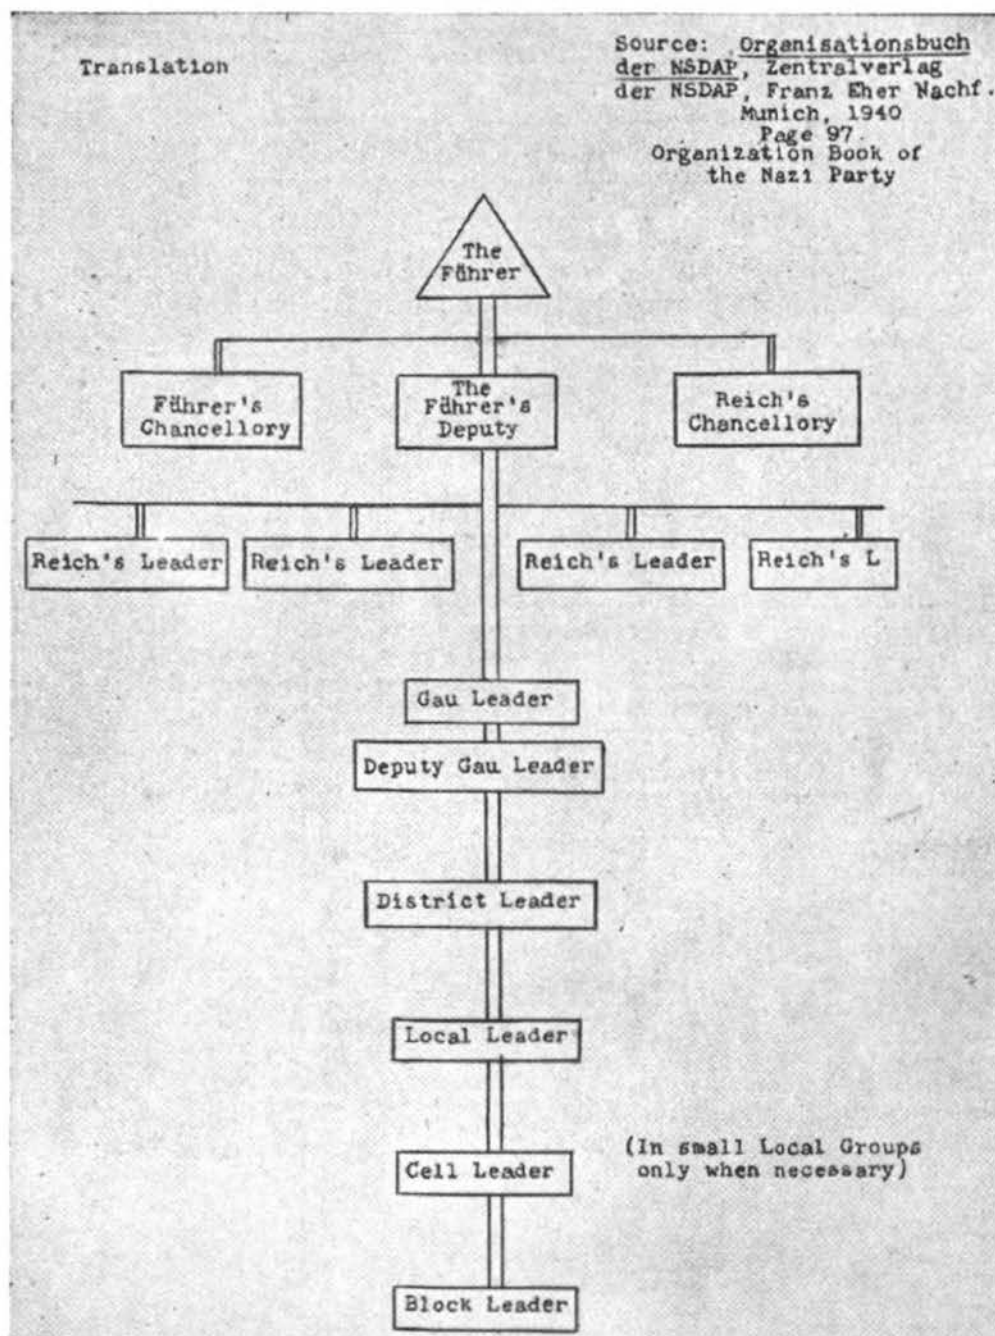 Translation
Source: Organisationsbuch
der NSDAP, Zentralverlag
der NSDAP, Franz Eher Nachf.
Munich, 1940
Page 97.
Organization Book of
the Nazi Party
The
Führer
Führer's
Chancellory
The
Führer's
Deputy
Reich's
Chancellory
Reich's Leader
Reich's Leader
Reich's Leader
Reich's L
Gau Leader
Deputy Gau Leader
District Leader
Local Leader
Cell Leader
(In small Local Groups
only when necessary)
Block Leader